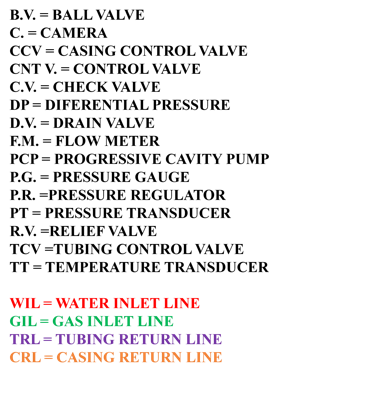 B.V. = BALL VALVE
C. = CAMERA
CCV = CASING CONTROL VALVE
CNT V. = CONTROL VALVE
C.V. = CHECK VALVE
DP = DIFERENTIAL PRESSURE
D.V. = DRAIN VALVE
F.M. = FLOW METER
PCP = PROGRESSIVE CAVITY PUMP
P.G. = PRESSURE GAUGE
P.R. =PRESSURE REGULATOR
PT = PRESSURE TRANSDUCER
R.V. =RELIEF VALVE
TCV =TUBING CONTROL VALVE
TT = TEMPERATURE TRANSDUCER
WIL = WATER INLET LINE
GIL = GAS INLET LINE
TRL = TUBING RETURN LINE
CRL = CASING RETURN LINE